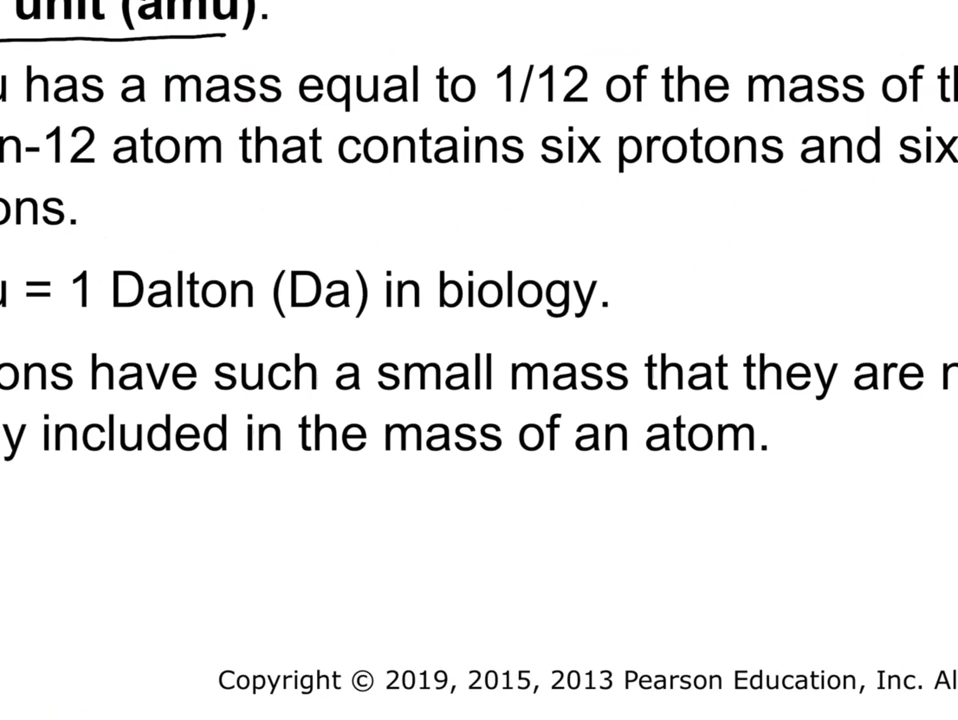 unit (amu).
has a mass equal to 1/12 of the mass of
n-12 atom that contains six protons and six
ons.
= 1 Dalton (Da) in biology.
ons have such a small mass that they are
y included in the mass of an atom.
Copyright © 2019, 2015, 2013 Pearson Education, Inc. Al